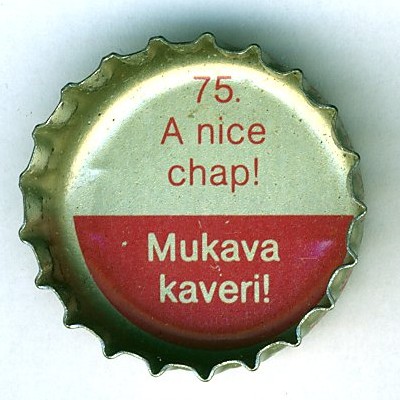 75.
A nice
chap!
Mukava
kaveri!